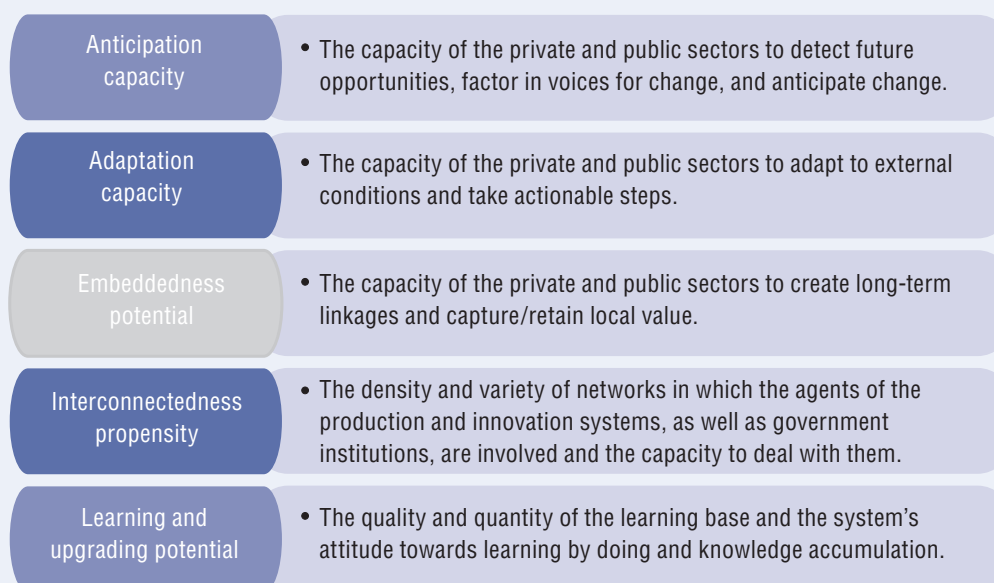 Anticipation
capacity
• The capacity of the private and public sectors to detect future
opportunities, factor in voices for change, and anticipate change.
Adaptation
capacity
• The capacity of the private and public sectors to adapt to external
conditions and take actionable steps.
Embeddedness
potential
• The capacity of the private and public sectors to create long-term
linkages and capture/retain local value.
Interconnectedness
propensity
• The density and variety of networks in which the agents of the
production and innovation systems, as well as government
institutions, are involved and the capacity to deal with them.
Learning and
upgrading potential
• The quality and quantity of the learning base and the system’s
attitude towards learning by doing and knowledge accumulation.